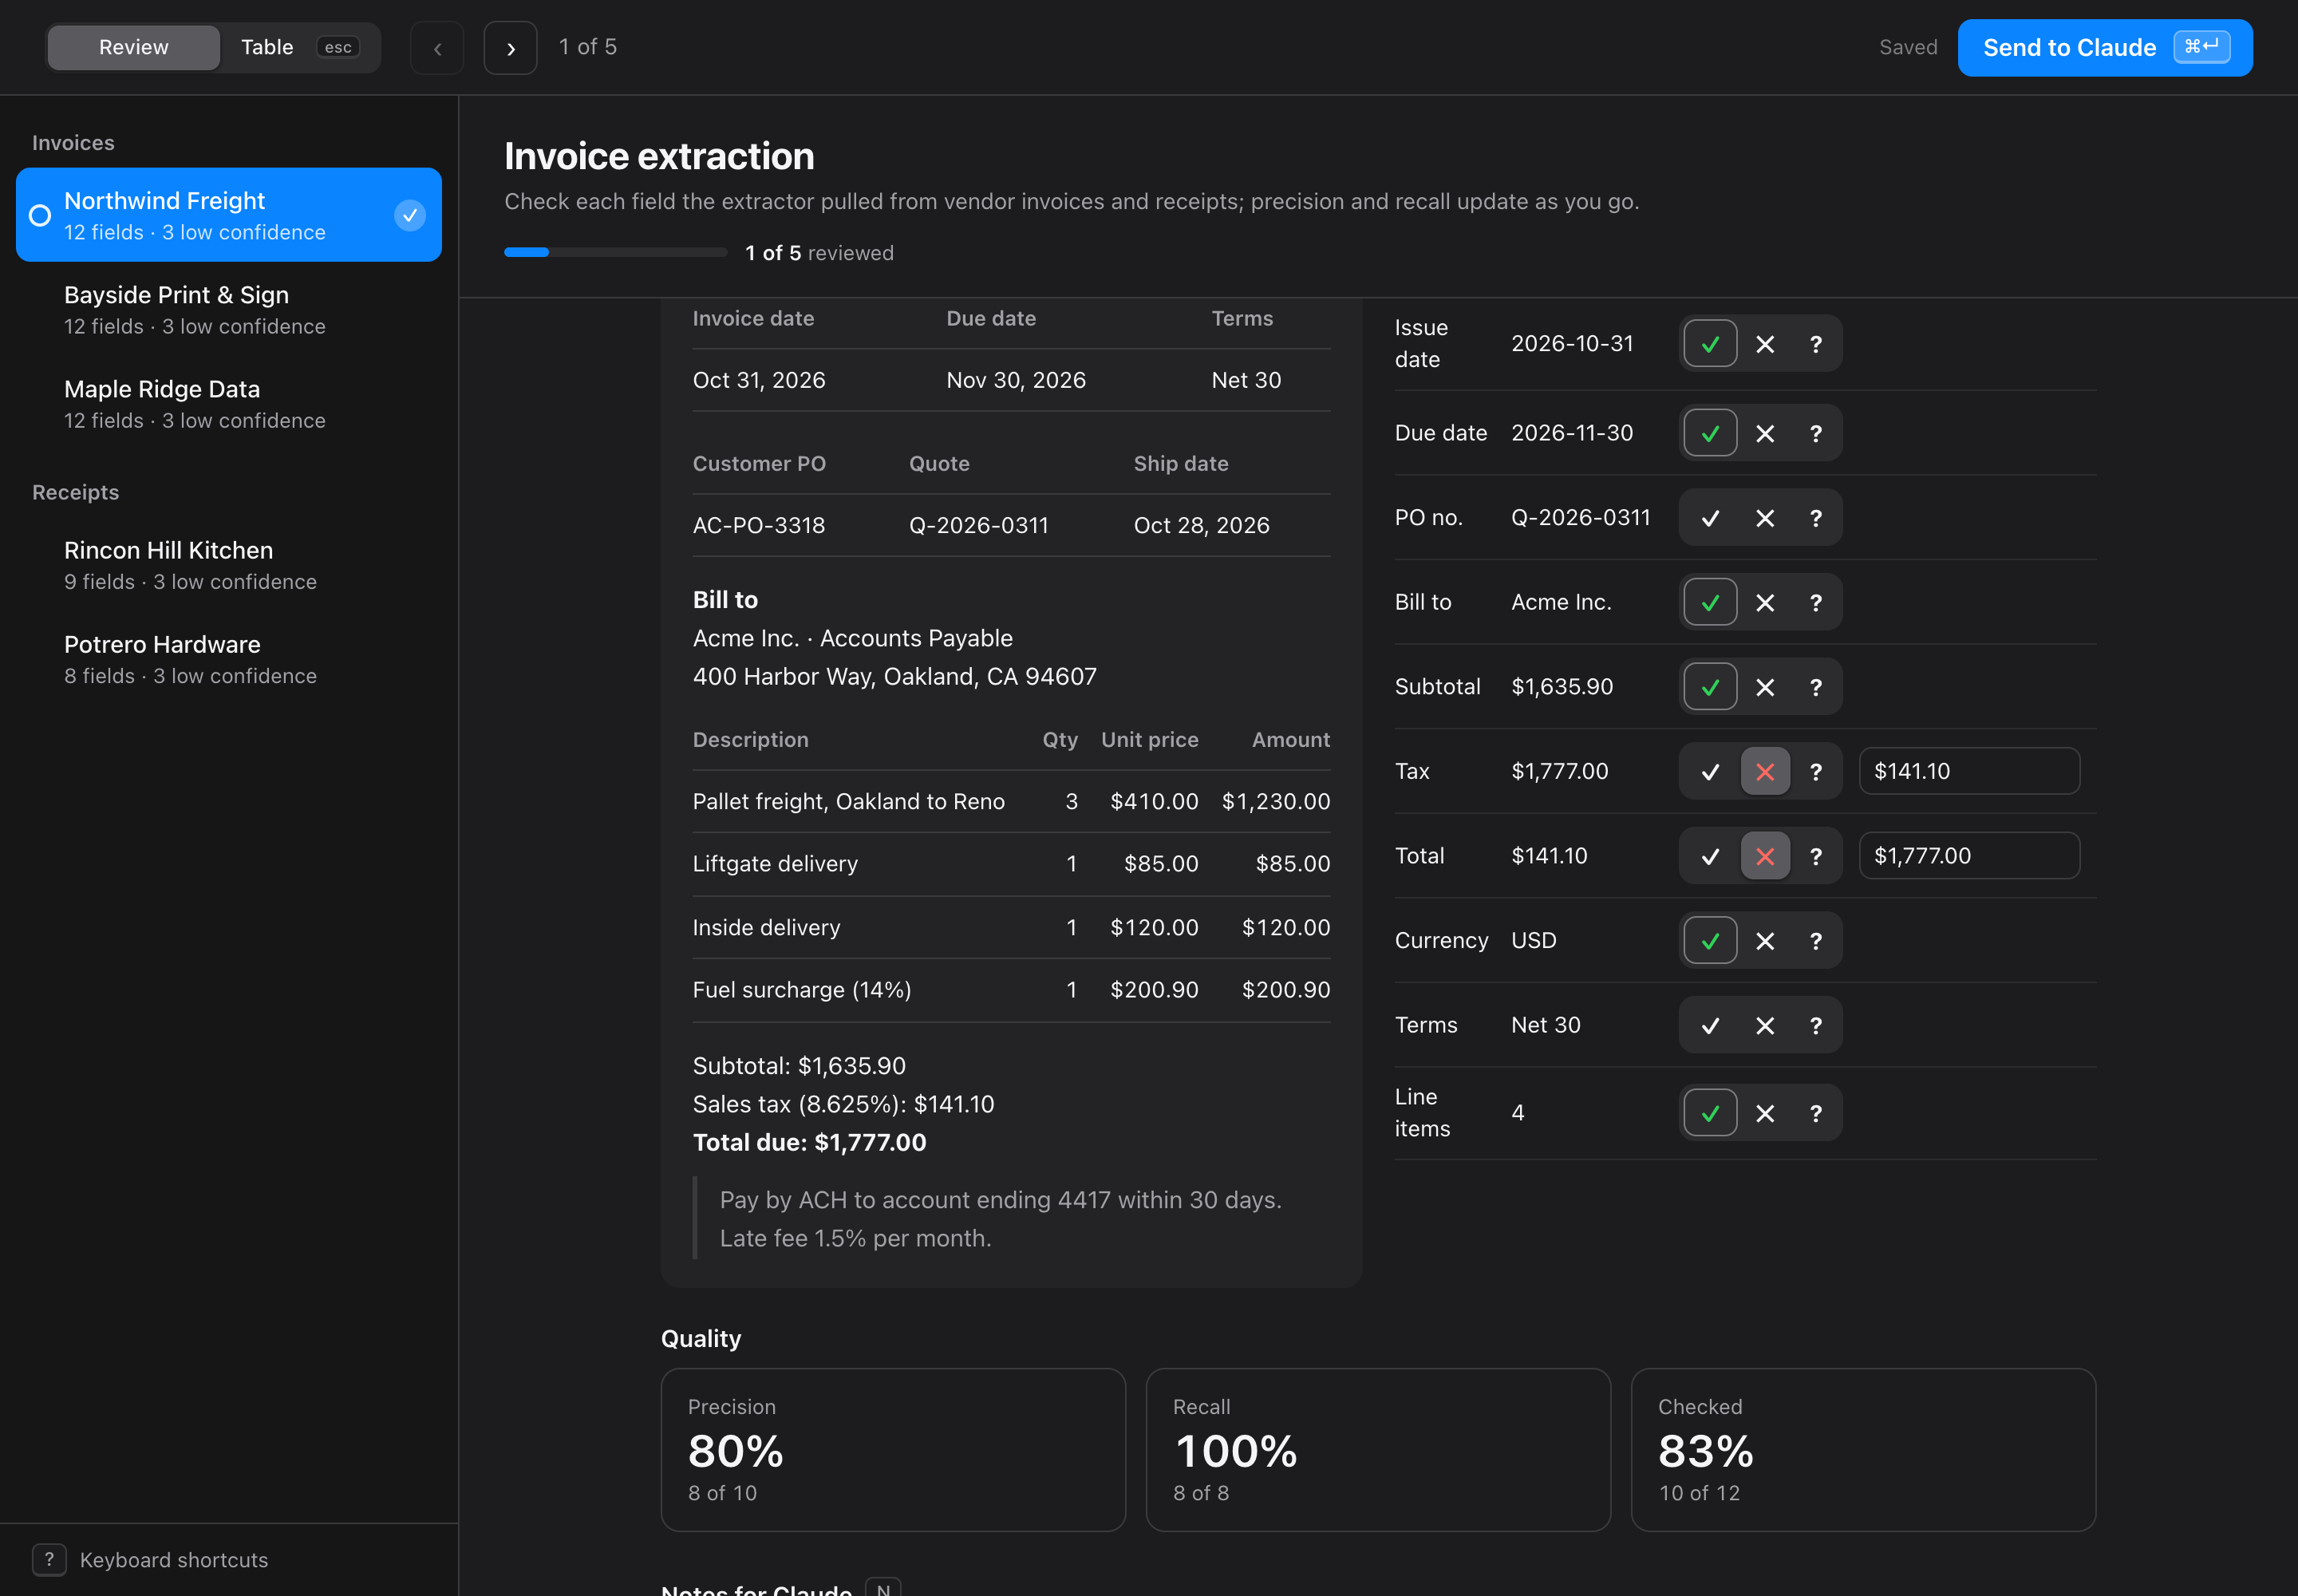 Review Table esc ‹ › 1 of 5 Saved Send to Claude ⌘↵
Invoices
Northwind Freight
12 fields · 3 low confidence
Bayside Print & Sign
12 fields · 3 low confidence
Maple Ridge Data
12 fields · 3 low confidence
Receipts
Rincon Hill Kitchen
9 fields · 3 low confidence
Potrero Hardware
8 fields · 3 low confidence
? Keyboard shortcuts
Invoice extraction
Check each field the extractor pulled from vendor invoices and receipts; precision and recall update as you go.
1 of 5 reviewed
Invoice date Due date Terms
Oct 31, 2026 Nov 30, 2026 Net 30
Customer PO Quote Ship date
AC-PO-3318 Q-2026-0311 Oct 28, 2026
Bill to
Acme Inc. · Accounts Payable
400 Harbor Way, Oakland, CA 94607
Description Qty Unit price Amount
Pallet freight, Oakland to Reno 3 $410.00 $1,230.00
Liftgate delivery 1 $85.00 $85.00
Inside delivery 1 $120.00 $120.00
Fuel surcharge (14%) 1 $200.90 $200.90
Subtotal: $1,635.90
Sales tax (8.625%): $141.10
Total due: $1,777.00
Pay by ACH to account ending 4417 within 30 days.
Late fee 1.5% per month.
Issue
date 2026-10-31 ✓ ✕ ?
Due date 2026-11-30 ✓ ✕ ?
PO no. Q-2026-0311 ✓ ✕ ?
Bill to Acme Inc. ✓ ✕ ?
Subtotal $1,635.90 ✓ ✕ ?
Tax $1,777.00 ✓ ✕ ? $141.10
Total $141.10 ✓ ✕ ? $1,777.00
Currency USD ✓ ✕ ?
Terms Net 30 ✓ ✕ ?
Line
items 4 ✓ ✕ ?
Quality
Precision
80%
8 of 10
Recall
100%
8 of 8
Checked
83%
10 of 12
Notes for Claude N